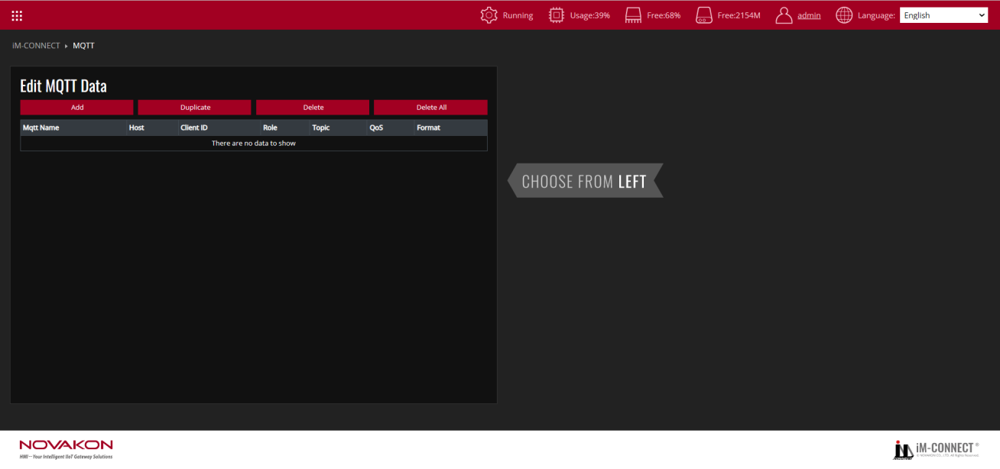 Running Usage:39% Free:68% Free:2154M admin Language: English
iM-CONNECT ▸ MQTT
Edit MQTT Data
Add Duplicate Delete Delete All
Mqtt Name Host Client ID Role Topic QoS Format
There are no data to show
CHOOSE FROM LEFT
NOVAKON
HMI—Your Intelligent IIoT Gateway Solutions
iM-CONNECT®
© NOVAKON CO., LTD. All Rights Reserved.